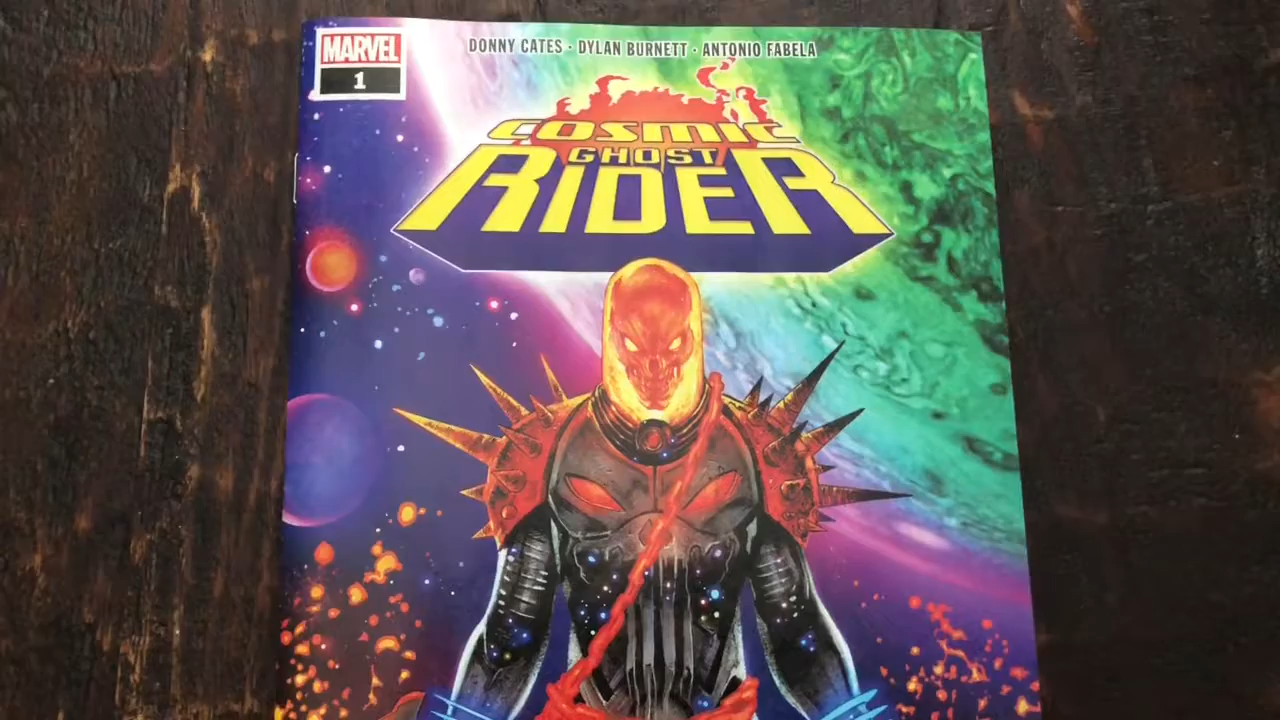 MARVEL
1
DONNY CATES · DYLAN BURNETT · ANTONIO FABELA
COSMIC
GHOST
RIDER